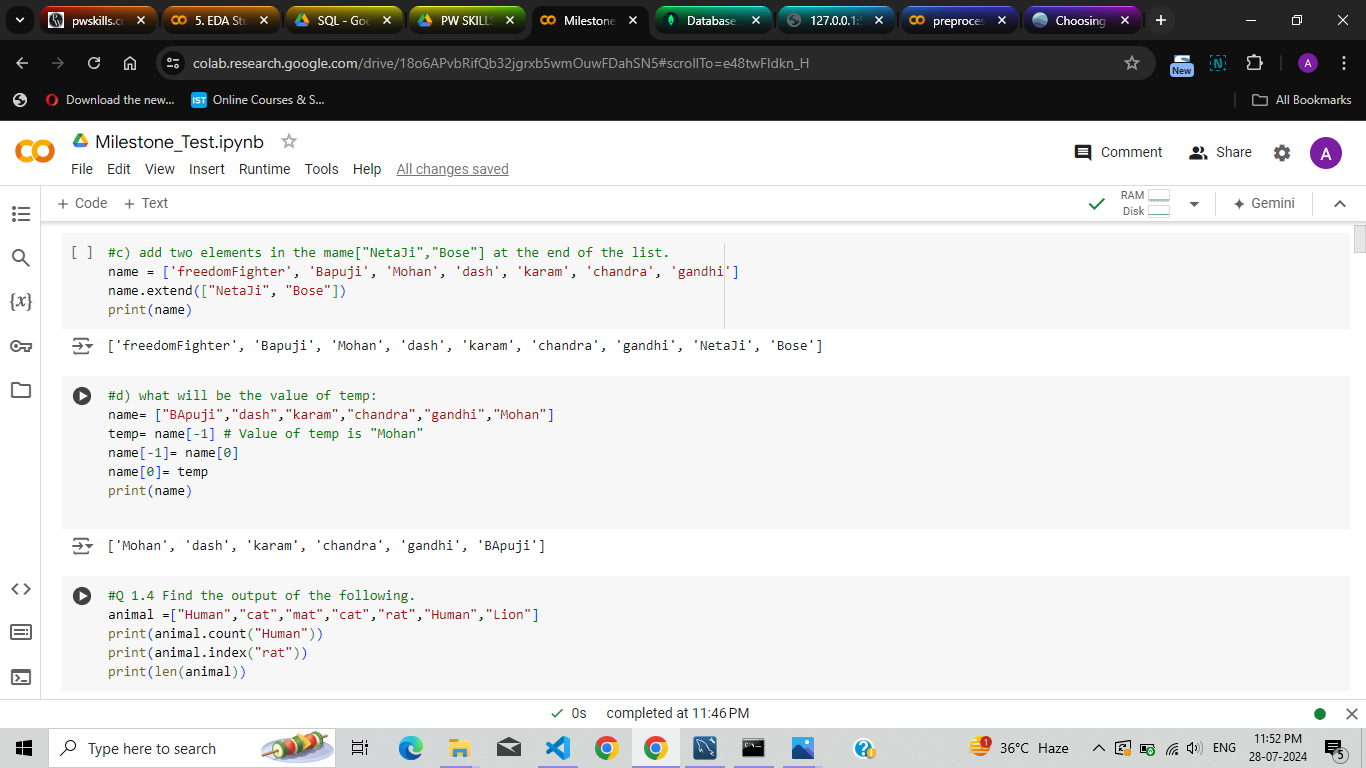 pwskills.c
5. EDA Stu
SQL - Goo
PW SKILL
Milestone
Database
127.0.0.1:
preproces
Choosing
colab.research.google.com/drive/18o6APvbRifQb32jgrxb5wmOuwFDahSN5#scrollTo=e48twFldkn_H
New
N
A
Download the new...
IST
Online Courses & S...
All Bookmarks
Milestone_Test.ipynb
File Edit View Insert Runtime Tools Help All changes saved
Comment
Share
A
+ Code + Text
RAM
Disk
Gemini
[ ]
#c) add two elements in the mame["NetaJi","Bose"] at the end of the list.
name = ['freedomFighter', 'Bapuji', 'Mohan', 'dash', 'karam', 'chandra', 'gandhi']
name.extend(["NetaJi", "Bose"])
print(name)
['freedomFighter', 'Bapuji', 'Mohan', 'dash', 'karam', 'chandra', 'gandhi', 'NetaJi', 'Bose']
#d) what will be the value of temp:
name= ["BApuji","dash","karam","chandra","gandhi","Mohan"]
temp= name[-1] # Value of temp is "Mohan"
name[-1]= name[0]
name[0]= temp
print(name)
['Mohan', 'dash', 'karam', 'chandra', 'gandhi', 'BApuji']
#Q 1.4 Find the output of the following.
animal =["Human","cat","mat","cat","rat","Human","Lion"]
print(animal.count("Human"))
print(animal.index("rat"))
print(len(animal))
{x}
0s completed at 11:46 PM
Type here to search
1
36°C Haze
ENG
11:52 PM
28-07-2024
5